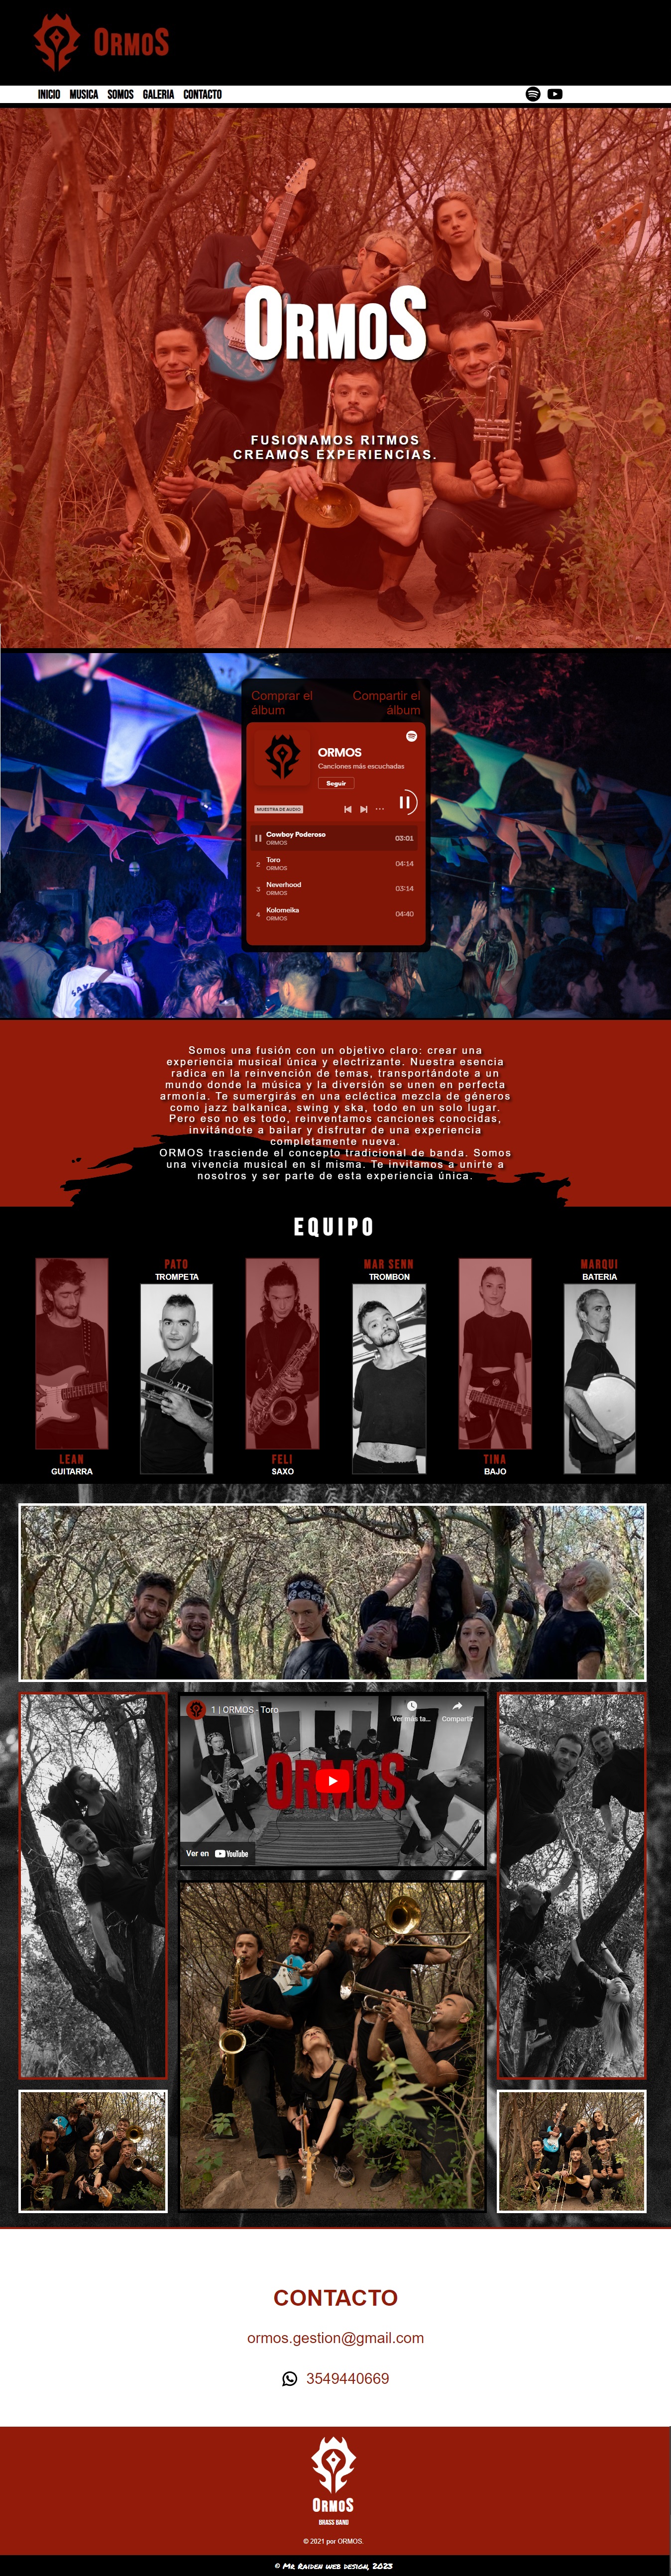 ORMOS
INICIO MUSICA SOMOS GALERIA CONTACTO
ORMOS
FUSIONAMOS RITMOS
CREAMOS EXPERIENCIAS.
Comprar el
álbum
Compartir el
álbum
ORMOS
Canciones más escuchadas
Seguir
MUESTRA DE AUDIO
Cowboy Poderoso 03:01
ORMOS
2 Toro 04:14
ORMOS
3 Neverhood 03:14
ORMOS
4 Kolomeika 04:40
ORMOS
Somos una fusión con un objetivo claro: crear una
experiencia musical única y electrizante. Nuestra esencia
radica en la reinvención de temas, transportándote a un
mundo donde la música y la diversión se unen en perfecta
armonía. Te sumergirás en una ecléctica mezcla de géneros
como jazz balkanica, swing y ska, todo en un solo lugar.
Pero eso no es todo, reinventamos canciones conocidas,
invitándote a bailar y disfrutar de una experiencia
completamente nueva.
ORMOS trasciende el concepto tradicional de banda. Somos
una vivencia musical en sí misma. Te invitamos a unirte a
nosotros y ser parte de esta experiencia única.
EQUIPO
LEAN
GUITARRA
PATO
TROMPETA
FELI
SAXO
MAR SENN
TROMBON
TINA
BAJO
MARQUI
BATERIA
1 | ORMOS - Toro
Ver más ta...
Compartir
ORMOS
Ver en YouTube
CONTACTO
ormos.gestion@gmail.com
3549440669
ORMOS
BRASS BAND
© 2021 por ORMOS.
© Mr Raiden web design, 2023